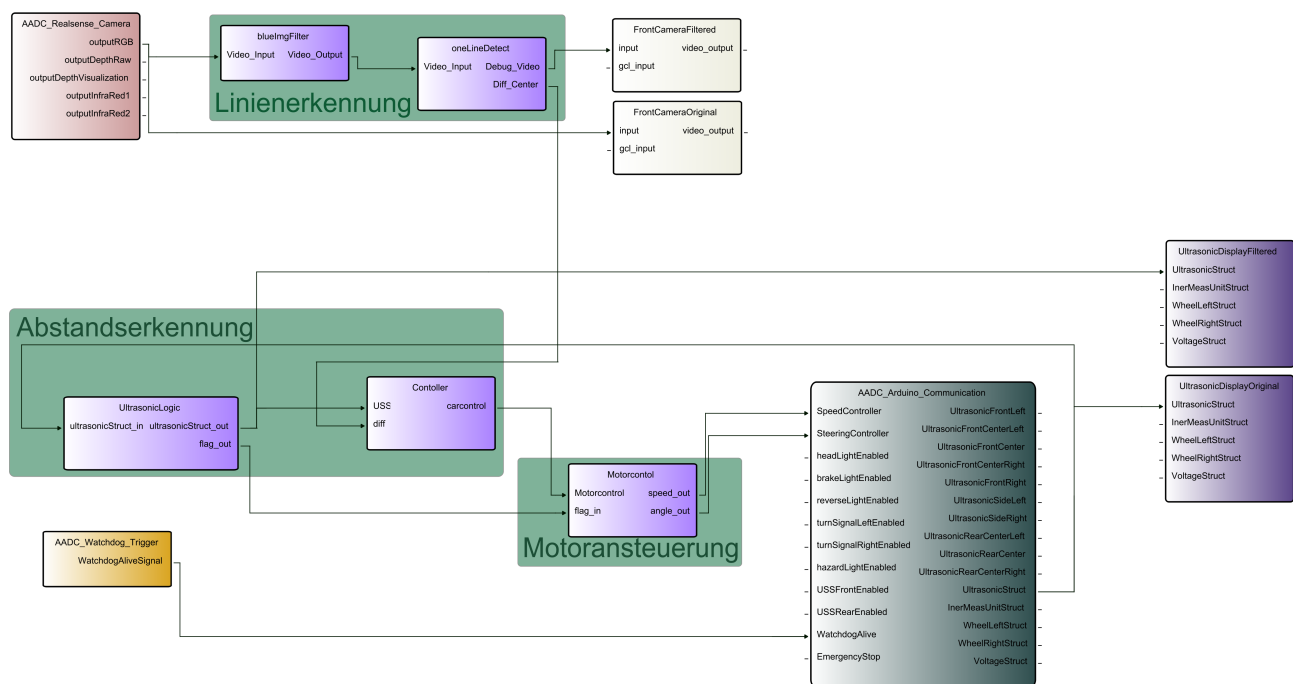 AADC_Realsense_Camera
outputRGB
outputDepthRaw
outputDepthVisualization
outputInfraRed1
outputInfraRed2
blueImgFilter
Video_Input Video_Output
oneLineDetect
Video_Input Debug_Video
Diff_Center
Linienerkennung
FrontCameraFiltered
input video_output
gcl_input
FrontCameraOriginal
input video_output
gcl_input
UltrasonicDisplayFiltered
UltrasonicStruct
InerMeasUnitStruct
WheelLeftStruct
WheelRightStruct
VoltageStruct
Abstandserkennung
UltrasonicLogic
ultrasonicStruct_in ultrasonicStruct_out
flag_out
Contoller
USS carcontrol
diff
UltrasonicDisplayOriginal
UltrasonicStruct
InerMeasUnitStruct
WheelLeftStruct
WheelRightStruct
VoltageStruct
Motorcontol
Motorcontrol speed_out
flag_in angle_out
Motoransteuerung
AADC_Watchdog_Trigger
WatchdogAliveSignal
AADC_Arduino_Communication
SpeedController UltrasonicFrontLeft
SteeringController UltrasonicFrontCenterLeft
headLightEnabled UltrasonicFrontCenter
brakeLightEnabled UltrasonicFrontCenterRight
reverseLightEnabled UltrasonicFrontRight
turnSignalLeftEnabled UltrasonicSideLeft
turnSignalRightEnabled UltrasonicSideRight
hazardLightEnabled UltrasonicRearCenterLeft
USSFrontEnabled UltrasonicRearCenter
USSRearEnabled UltrasonicRearCenterRight
WatchdogAlive UltrasonicStruct
EmergencyStop InerMeasUnitStruct
WheelLeftStruct
WheelRightStruct
VoltageStruct